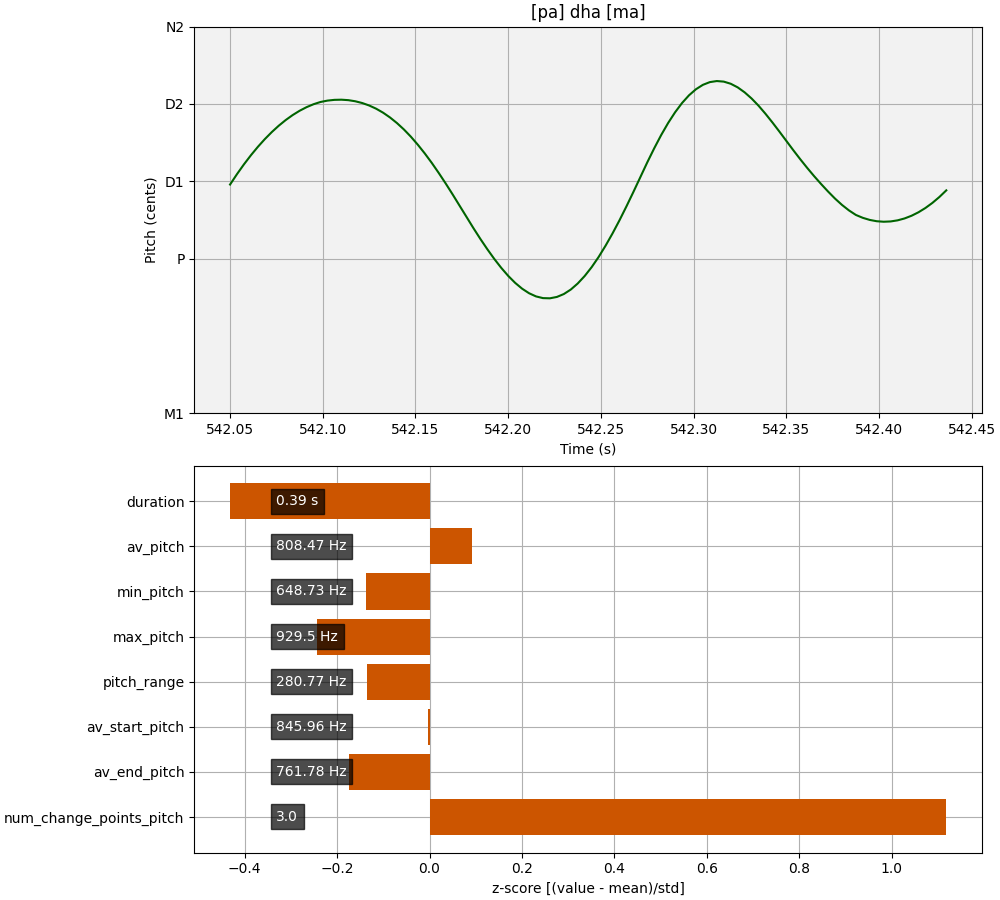 [pa] dha [ma]
N2
D2
D1
P
M1
Pitch (cents)
542.05 542.10 542.15 542.20 542.25 542.30 542.35 542.40 542.45
Time (s)
duration 0.39 s
av_pitch 808.47 Hz
min_pitch 648.73 Hz
max_pitch 929.5 Hz
pitch_range 280.77 Hz
av_start_pitch 845.96 Hz
av_end_pitch 761.78 Hz
num_change_points_pitch 3.0
−0.4 −0.2 0.0 0.2 0.4 0.6 0.8 1.0
z-score [(value - mean)/std]